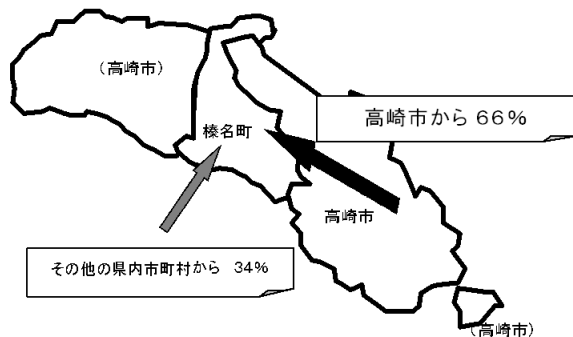 （高崎市）
高崎市から 66%
榛名町
高崎市
その他の県内市町村から 34%
（高崎市）